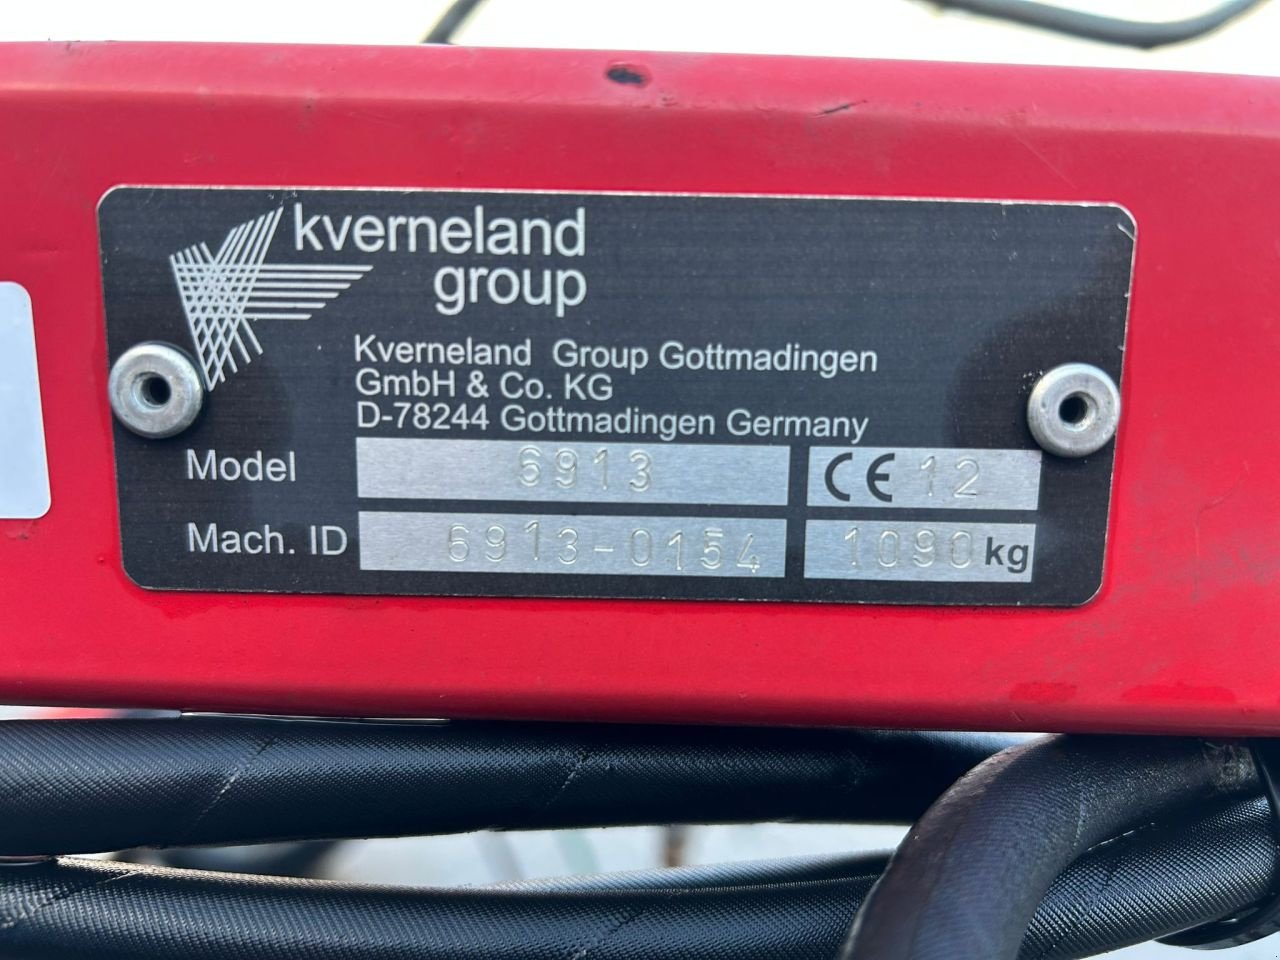 kverneland
group
Kverneland Group Gottmadingen
GmbH & Co. KG
D-78244 Gottmadingen Germany
Model 6913 CE 12
Mach. ID 6913-0154 1090 kg